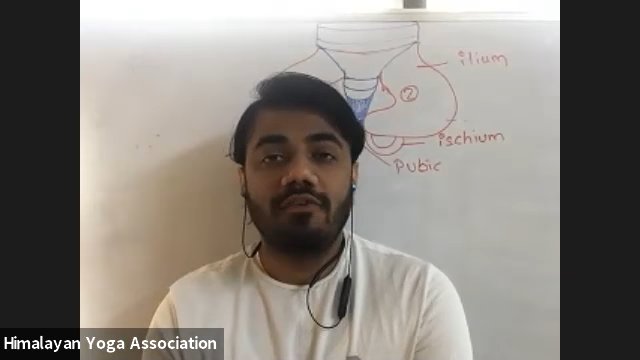 ilium
②
ischium
Pubic
Himalayan Yoga Association